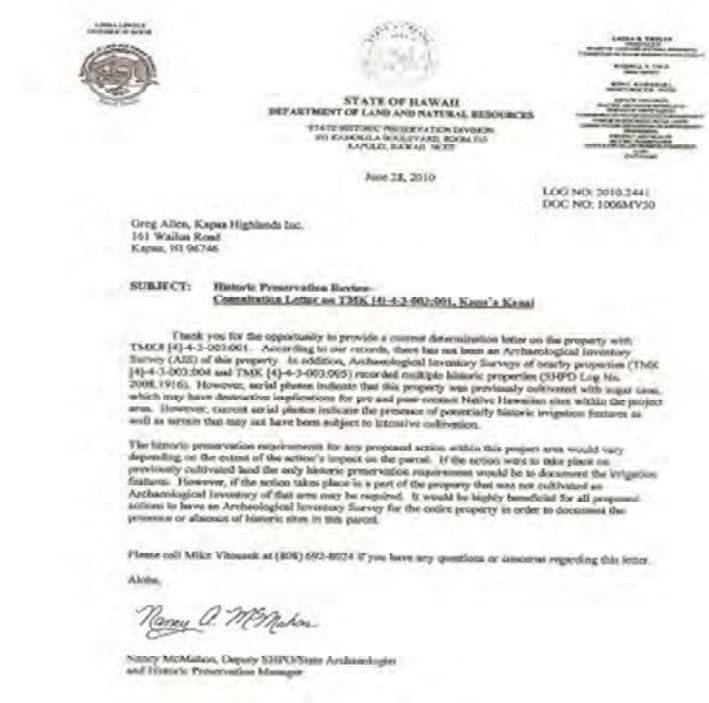 LINDA LINGLE
GOVERNOR OF HAWAII
STATE OF HAWAII
DEPARTMENT OF LAND AND NATURAL RESOURCES
STATE HISTORIC PRESERVATION DIVISION
601 KAMOKILA BOULEVARD, ROOM 555
KAPOLEI, HAWAII 96707
June 28, 2010
LOG NO: 2010.2441
DOC NO: 1006MV50
Greg Allen, Kapaa Highlands Inc.
161 Wailua Road
Kapaa, HI 96746
SUBJECT: Historic Preservation Review-
Consultation Letter on TMK [4]-4-3-003:001, Kapa'a Kauai
Thank you for the opportunity to provide a current determination letter on the property with
TMK# [4]-4-3-003:001. According to our records, there has not been an Archaeological Inventory
Survey (AIS) of this property. In addition, Archaeological Inventory Surveys of nearby properties (TMK
[4]-4-3-003:004 and TMK [4]-4-3-003:005) recorded multiple historic properties (SHPD Log No.
2008.1916). However, aerial photos indicate that this property was previously cultivated with sugar cane,
which may have destructive implications for pre and post-contact Native Hawaiian sites within the project
area. However, current aerial photos indicate the presence of potentially historic irrigation features as
well as terrain that may not have been subject to intensive cultivation.
The historic preservation requirements for any proposed action within this project area would vary
depending on the extent of the action's impact on the parcel. If the action were to take place on
previously cultivated land the only historic preservation requirement would be to document the irrigation
features. However, if the action takes place in a part of the property that was not cultivated an
Archaeological Inventory of that area may be required. It would be highly beneficial for all proposed
actions to have an Archeological Inventory Survey for the entire property in order to document the
presence or absence of historic sites in this parcel.
Please call Mike Vitousek at (808) 692-8024 if you have any questions or concerns regarding this letter.
Aloha,
Nancy A. McMahon
Nancy McMahon, Deputy SHPO/State Archaeologist
and Historic Preservation Manager